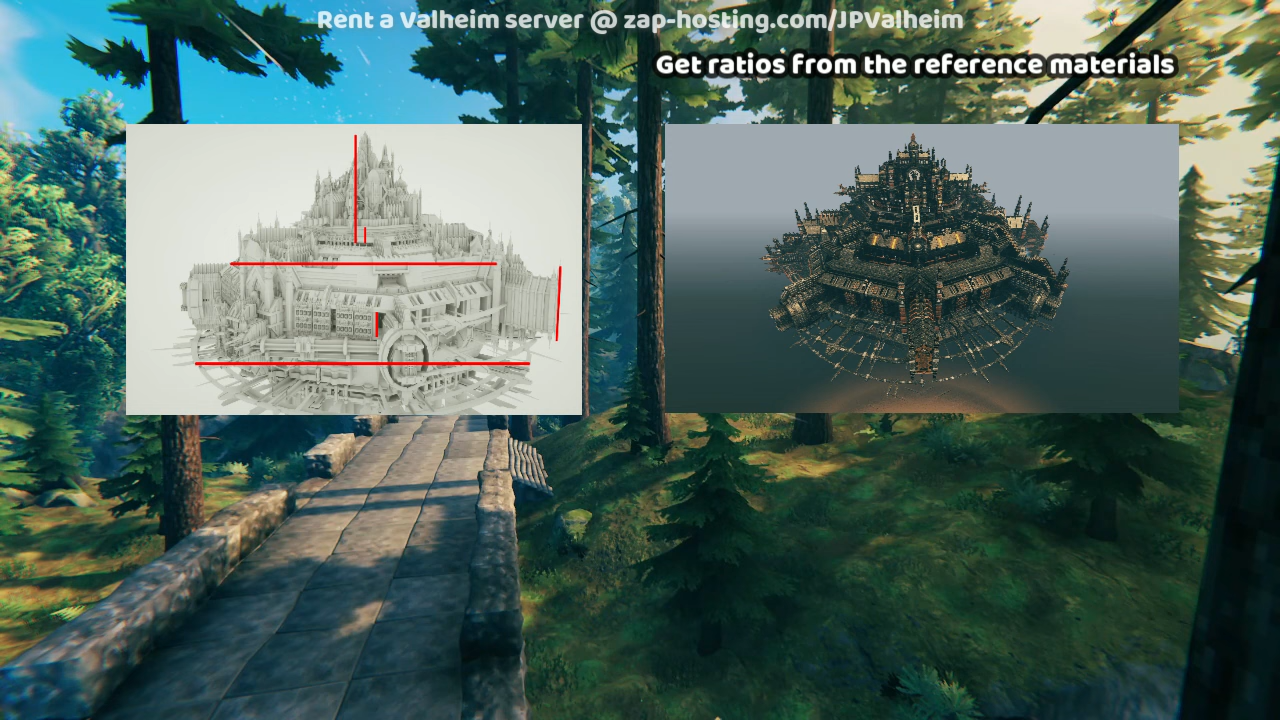 Rent a Valheim server @ zap-hosting.com/JPValheim
Get ratios from the reference materials